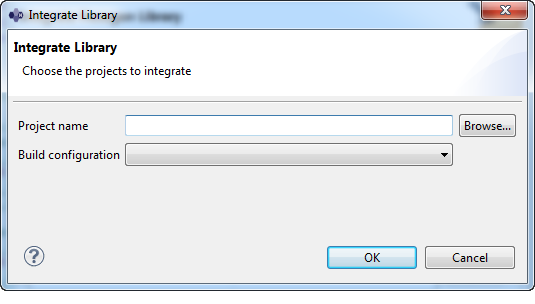 Integrate Library
Integrate Library
Choose the projects to integrate
Project name
Browse...
Build configuration
?
OK
Cancel